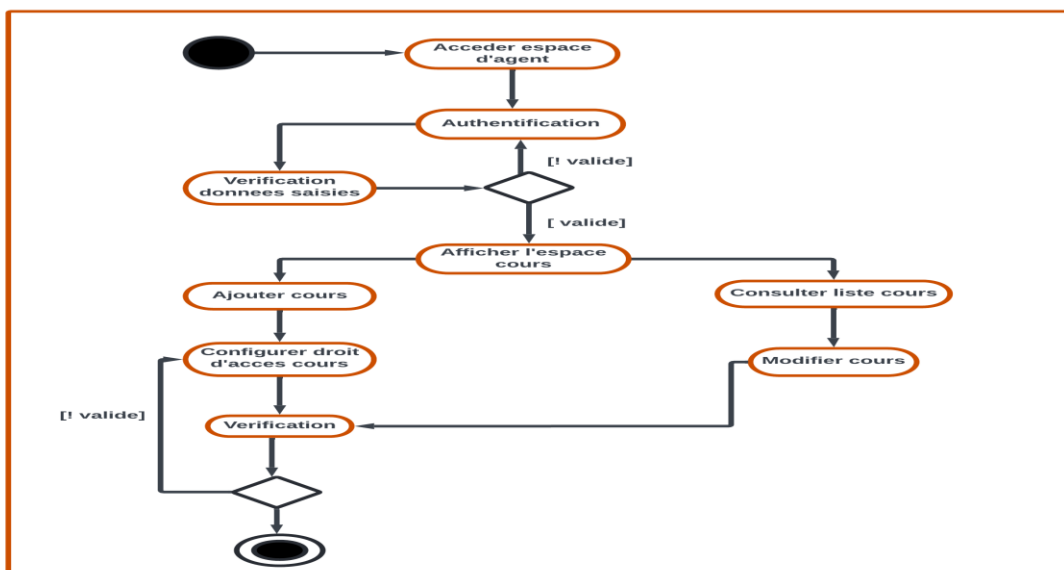 Acceder espace
d'agent
Authentification
[! valide]
Verification
donnees saisies
[ valide]
Afficher l'espace
cours
Ajouter cours
Consulter liste cours
Configurer droit
d'acces cours
Modifier cours
[! valide]
Verification